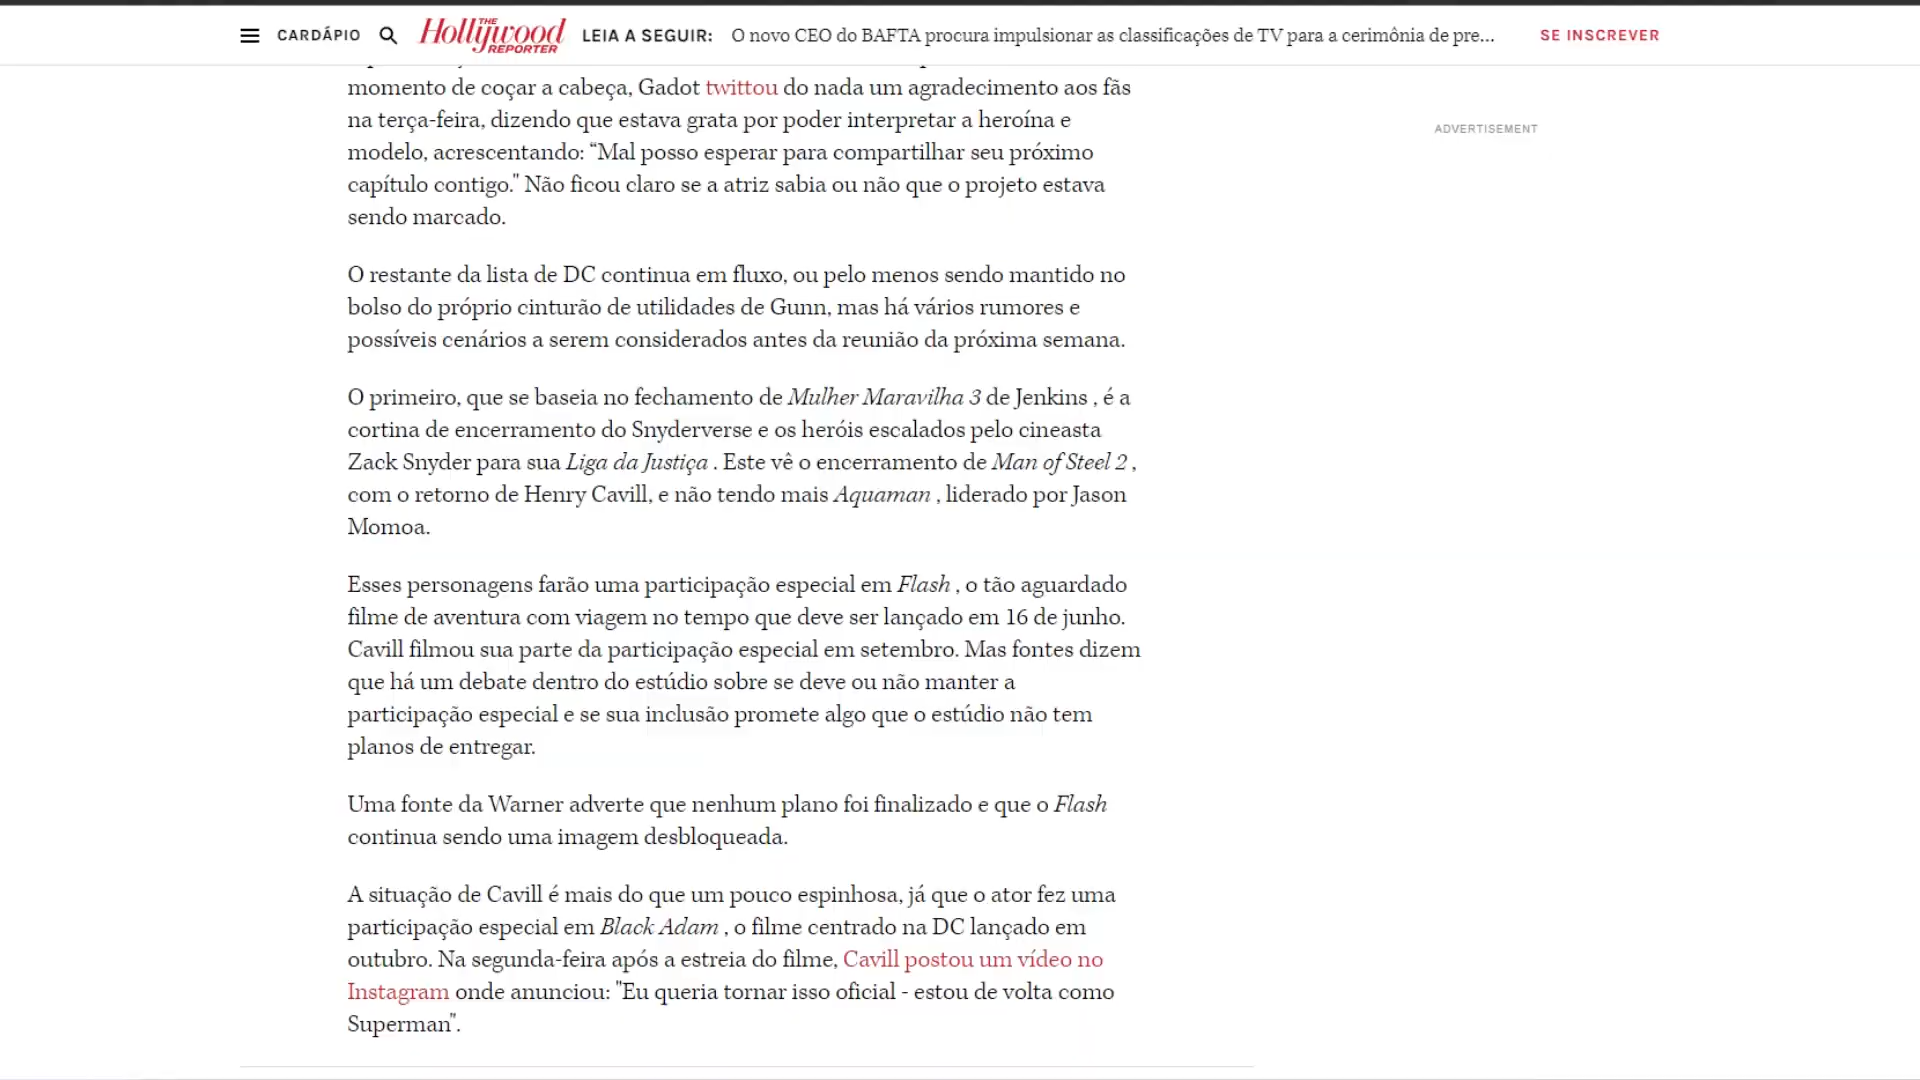 CARDÁPIO
THE
Hollywood
REPORTER
LEIA A SEGUIR:
O novo CEO do BAFTA procura impulsionar as classificações de TV para a cerimônia de pre...
SE INSCREVER
momento de coçar a cabeça, Gadot twittou do nada um agradecimento aos fãs
na terça-feira, dizendo que estava grata por poder interpretar a heroína e
modelo, acrescentando: “Mal posso esperar para compartilhar seu próximo
capítulo contigo." Não ficou claro se a atriz sabia ou não que o projeto estava
sendo marcado.
ADVERTISEMENT
O restante da lista de DC continua em fluxo, ou pelo menos sendo mantido no
bolso do próprio cinturão de utilidades de Gunn, mas há vários rumores e
possíveis cenários a serem considerados antes da reunião da próxima semana.
O primeiro, que se baseia no fechamento de Mulher Maravilha 3 de Jenkins , é a
cortina de encerramento do Snyderverse e os heróis escalados pelo cineasta
Zack Snyder para sua Liga da Justiça . Este vê o encerramento de Man of Steel 2 ,
com o retorno de Henry Cavill, e não tendo mais Aquaman , liderado por Jason
Momoa.
Esses personagens farão uma participação especial em Flash , o tão aguardado
filme de aventura com viagem no tempo que deve ser lançado em 16 de junho.
Cavill filmou sua parte da participação especial em setembro. Mas fontes dizem
que há um debate dentro do estúdio sobre se deve ou não manter a
participação especial e se sua inclusão promete algo que o estúdio não tem
planos de entregar.
Uma fonte da Warner adverte que nenhum plano foi finalizado e que o Flash
continua sendo uma imagem desbloqueada.
A situação de Cavill é mais do que um pouco espinhosa, já que o ator fez uma
participação especial em Black Adam , o filme centrado na DC lançado em
outubro. Na segunda-feira após a estreia do filme, Cavill postou um vídeo no
Instagram onde anunciou: "Eu queria tornar isso oficial - estou de volta como
Superman".